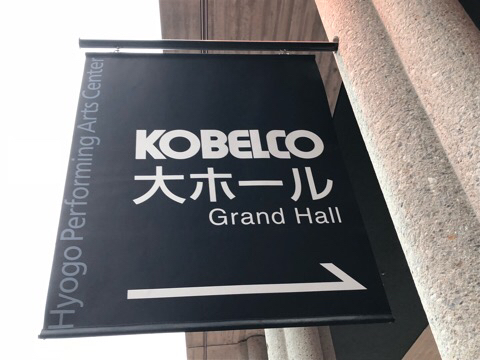 Hyogo Performing Arts Center
KOBELCO
大ホール
Grand Hall